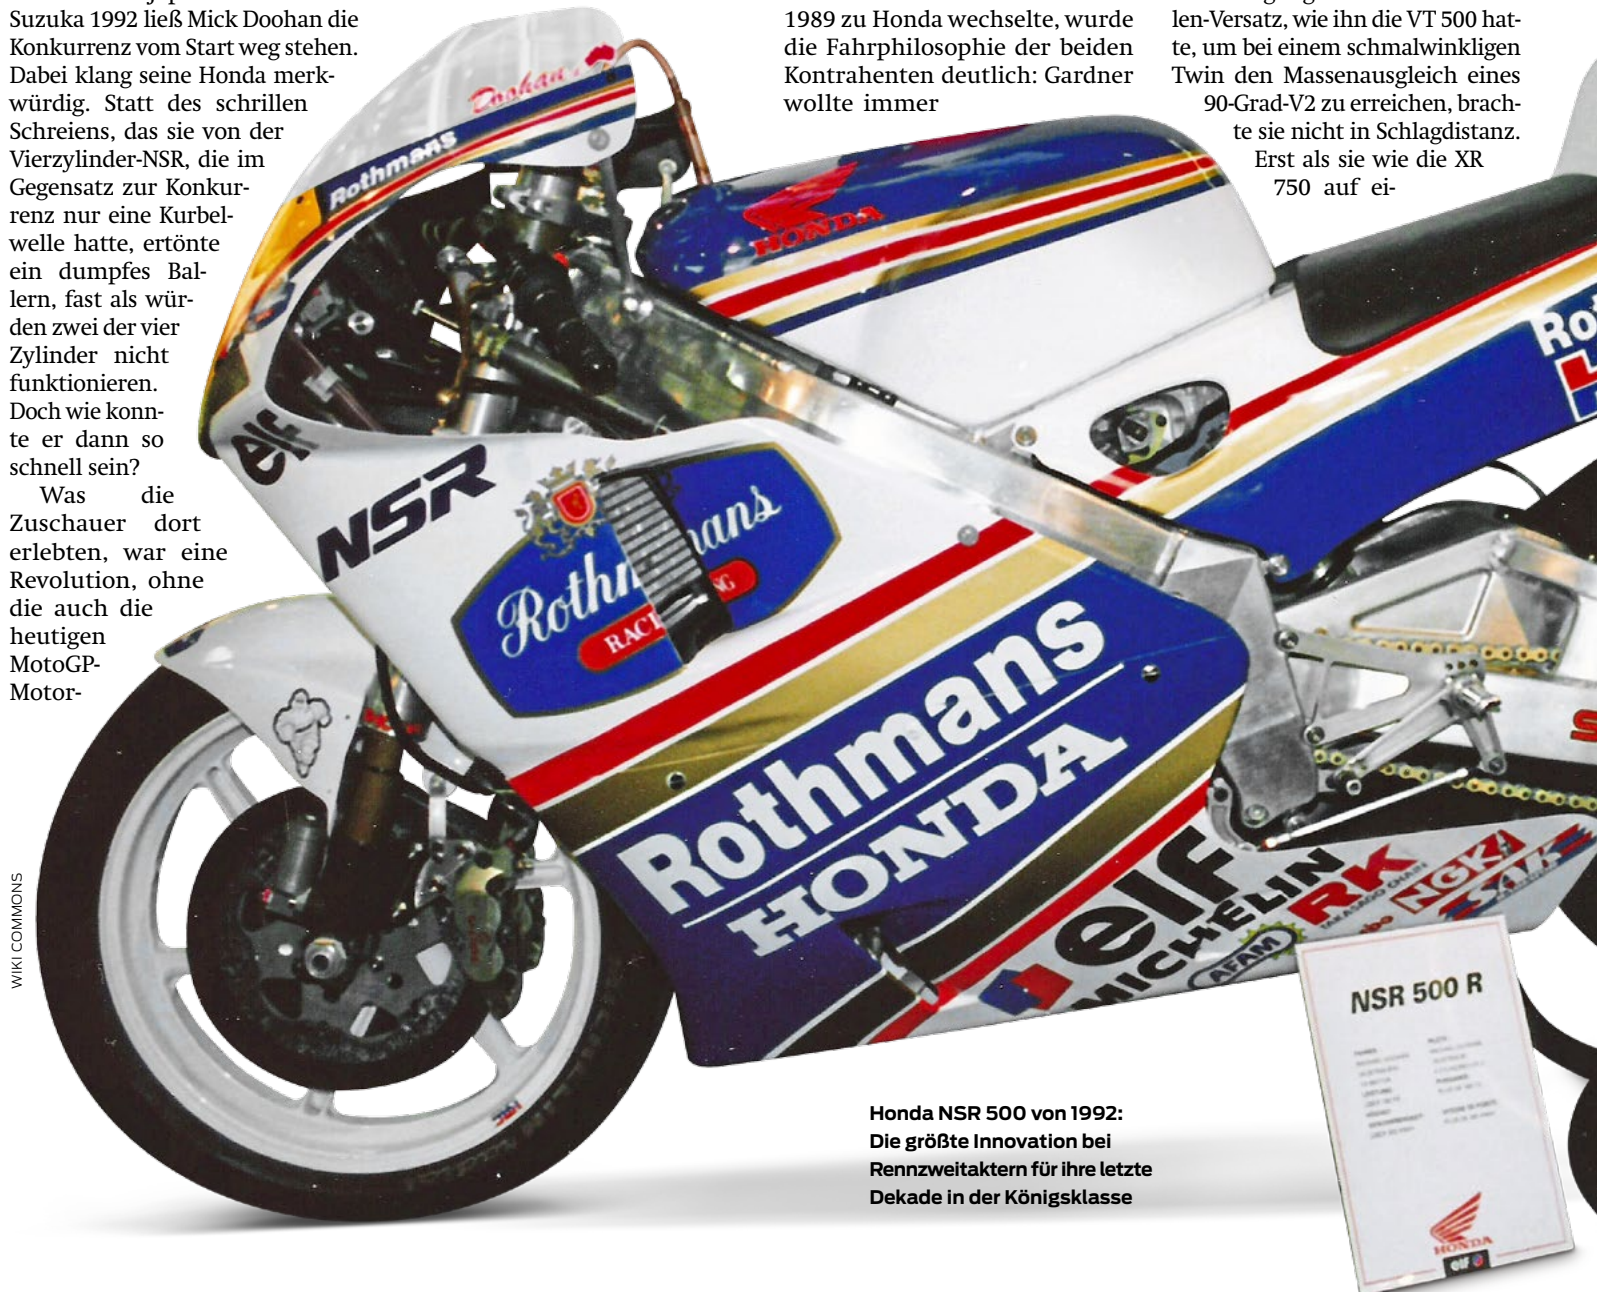 Suzuka 1992 ließ Mick Doohan die
Konkurrenz vom Start weg stehen.
Dabei klang seine Honda merk-
würdig. Statt des schrillen
Schreiens, das sie von der
Vierzylinder-NSR, die im
Gegensatz zur Konkur-
renz nur eine Kurbel-
welle hatte, ertönte
ein dumpfes Bal-
lern, fast als wür-
den zwei der vier
Zylinder nicht
funktionieren.
Doch wie konn-
te er dann so
schnell sein?
Was die
Zuschauer dort
erlebten, war eine
Revolution, ohne
die auch die
heutigen
MotoGP-
Motor-
1989 zu Honda wechselte, wurde
die Fahrphilosophie der beiden
Kontrahenten deutlich: Gardner
wollte immer
len-Versatz, wie ihn die VT 500 hat-
te, um bei einem schmalwinkligen
Twin den Massenausgleich eines
90-Grad-V2 zu erreichen, brach-
te sie nicht in Schlagdistanz.
Erst als sie wie die XR
750 auf ei-
Doohan
Rothmans
HONDA
Ro
elf
NSR
Rothmans
RACING
Rothmans
HONDA
elf
MICHELIN
AFAM
RK
TAKASAGO CHAIN
NGK
NSR 500 R
HONDA
elf
WIKI COMMONS
Honda NSR 500 von 1992:
Die größte Innovation bei
Rennzweitaktern für ihre letzte
Dekade in der Königsklasse